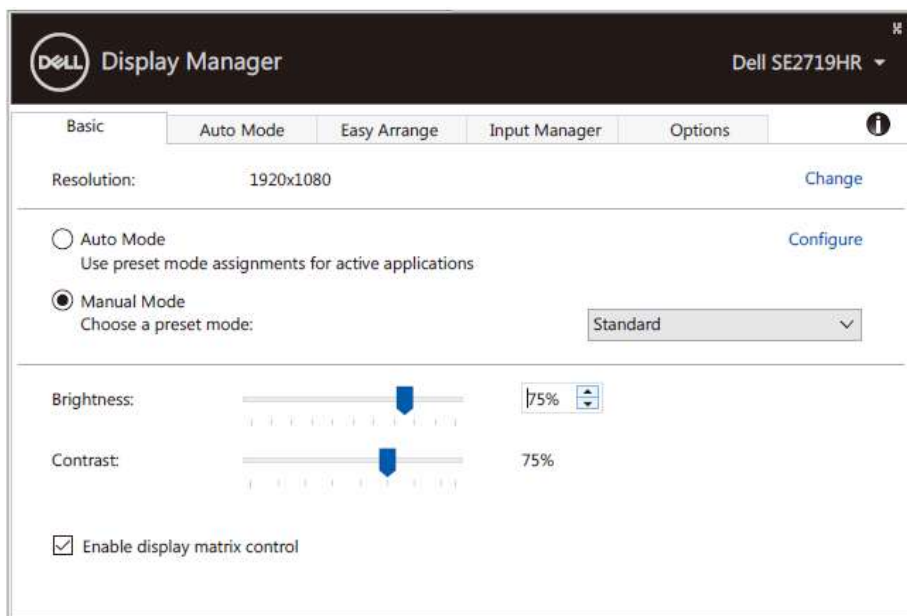 DELL Display Manager Dell SE2719HR
Basic Auto Mode Easy Arrange Input Manager Options i
Resolution: 1920x1080 Change
Auto Mode Configure
Use preset mode assignments for active applications
Manual Mode
Choose a preset mode: Standard
Brightness: 75%
Contrast: 75%
Enable display matrix control